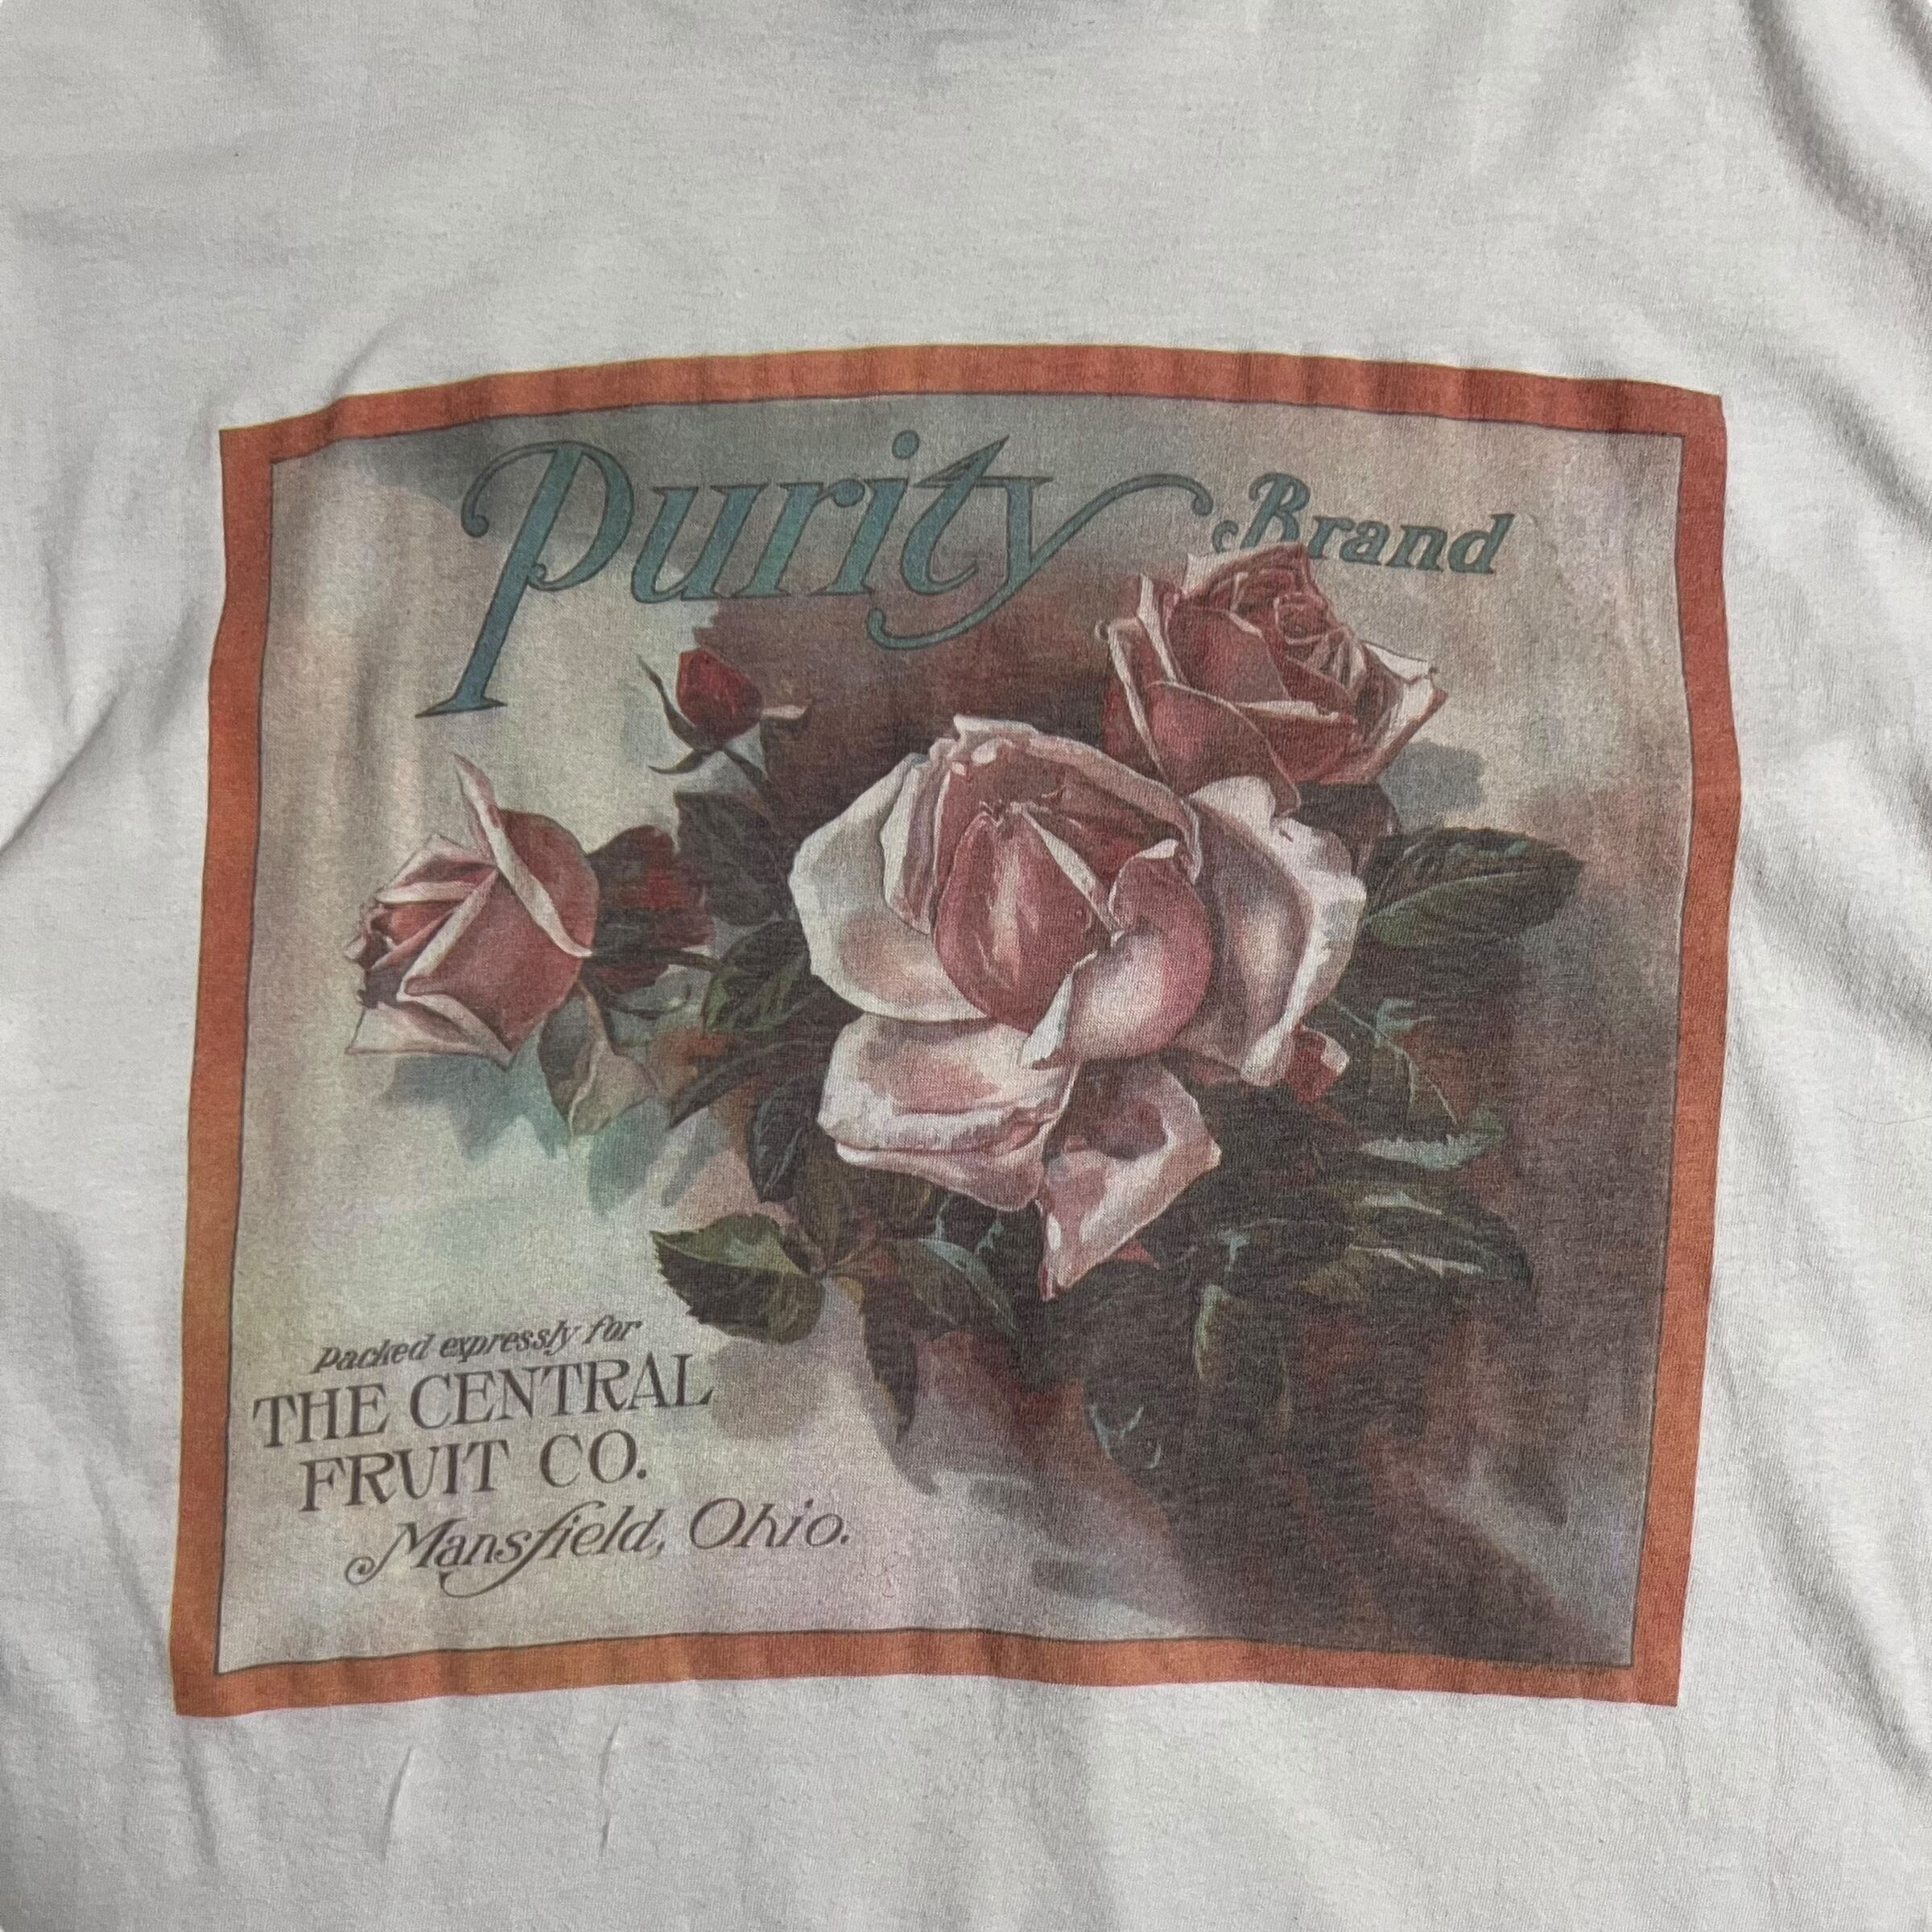 Purity Brand
Packed expressly for
THE CENTRAL
FRUIT CO.
Mansfield, Ohio.